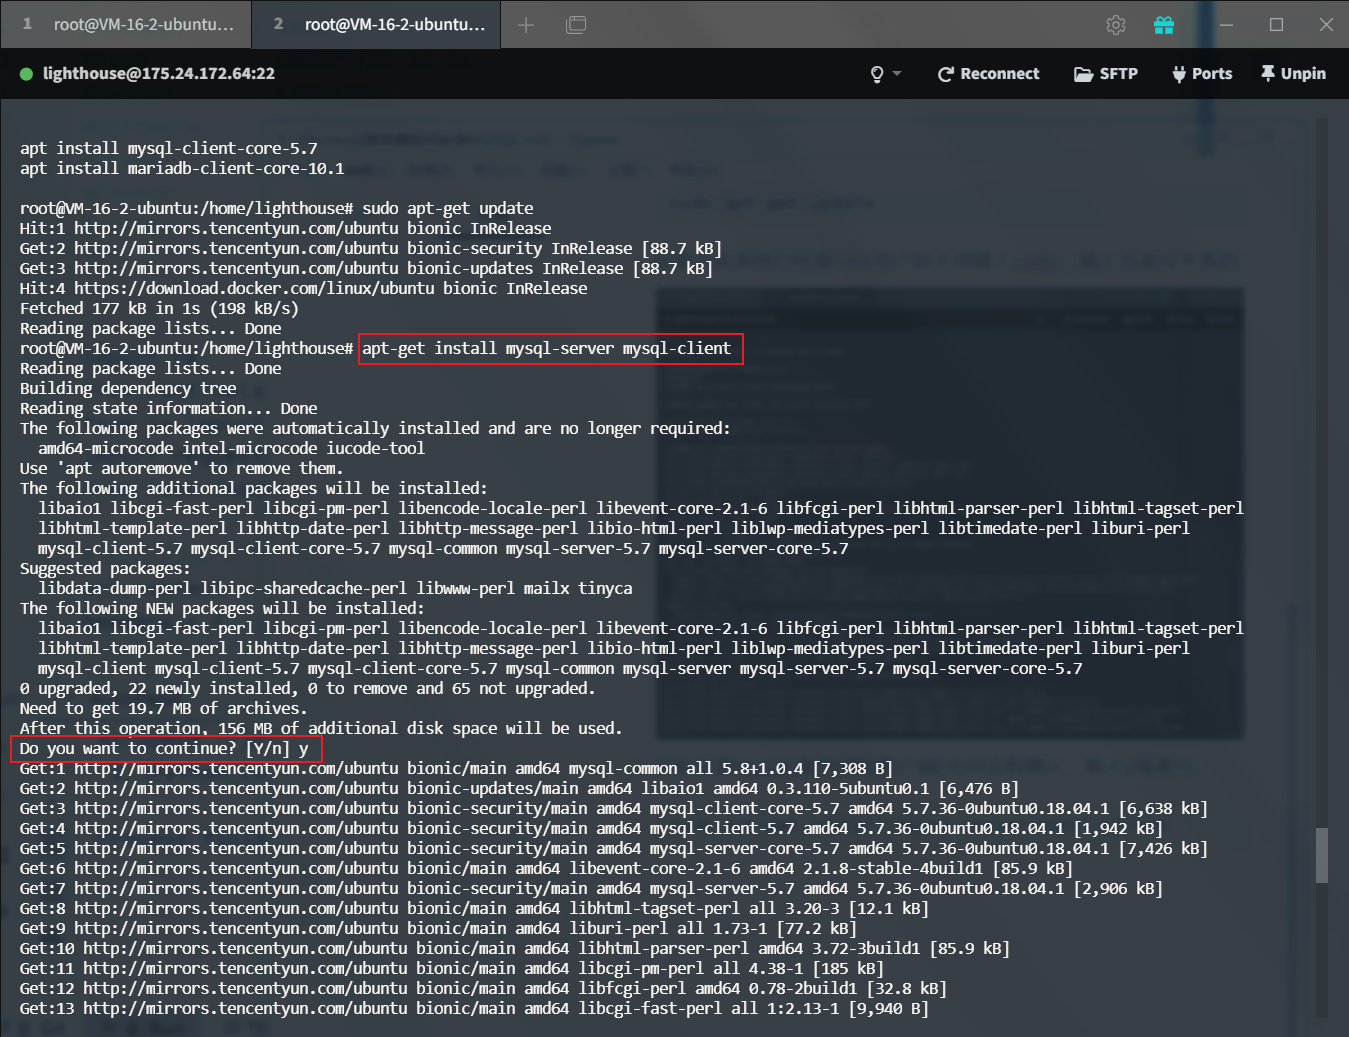 1 root@VM-16-2-ubuntu:... 2 root@VM-16-2-ubuntu:...
lighthouse@175.24.172.64:22 Reconnect SFTP Ports Unpin
apt install mysql-client-core-5.7
apt install mariadb-client-core-10.1
root@VM-16-2-ubuntu:/home/lighthouse# sudo apt-get update
Hit:1 http://mirrors.tencentyun.com/ubuntu bionic InRelease
Get:2 http://mirrors.tencentyun.com/ubuntu bionic-security InRelease [88.7 kB]
Get:3 http://mirrors.tencentyun.com/ubuntu bionic-updates InRelease [88.7 kB]
Hit:4 https://download.docker.com/linux/ubuntu bionic InRelease
Fetched 177 kB in 1s (198 kB/s)
Reading package lists... Done
root@VM-16-2-ubuntu:/home/lighthouse# apt-get install mysql-server mysql-client
Reading package lists... Done
Building dependency tree
Reading state information... Done
The following packages were automatically installed and are no longer required:
amd64-microcode intel-microcode iucode-tool
Use 'apt autoremove' to remove them.
The following additional packages will be installed:
libaio1 libcgi-fast-perl libcgi-pm-perl libencode-locale-perl libevent-core-2.1-6 libfcgi-perl libhtml-parser-perl libhtml-tagset-perl
libhtml-template-perl libhttp-date-perl libhttp-message-perl libio-html-perl liblwp-mediatypes-perl libtimedate-perl liburi-perl
mysql-client-5.7 mysql-client-core-5.7 mysql-common mysql-server-5.7 mysql-server-core-5.7
Suggested packages:
libdata-dump-perl libipc-sharedcache-perl libwww-perl mailx tinyca
The following NEW packages will be installed:
libaio1 libcgi-fast-perl libcgi-pm-perl libencode-locale-perl libevent-core-2.1-6 libfcgi-perl libhtml-parser-perl libhtml-tagset-perl
libhtml-template-perl libhttp-date-perl libhttp-message-perl libio-html-perl liblwp-mediatypes-perl libtimedate-perl liburi-perl
mysql-client mysql-client-5.7 mysql-client-core-5.7 mysql-common mysql-server mysql-server-5.7 mysql-server-core-5.7
0 upgraded, 22 newly installed, 0 to remove and 65 not upgraded.
Need to get 19.7 MB of archives.
After this operation, 156 MB of additional disk space will be used.
Do you want to continue? [Y/n] y
Get:1 http://mirrors.tencentyun.com/ubuntu bionic/main amd64 mysql-common all 5.8+1.0.4 [7,308 B]
Get:2 http://mirrors.tencentyun.com/ubuntu bionic-updates/main amd64 libaio1 amd64 0.3.110-5ubuntu0.1 [6,476 B]
Get:3 http://mirrors.tencentyun.com/ubuntu bionic-security/main amd64 mysql-client-core-5.7 amd64 5.7.36-0ubuntu0.18.04.1 [6,638 kB]
Get:4 http://mirrors.tencentyun.com/ubuntu bionic-security/main amd64 mysql-client-5.7 amd64 5.7.36-0ubuntu0.18.04.1 [1,942 kB]
Get:5 http://mirrors.tencentyun.com/ubuntu bionic-security/main amd64 mysql-server-core-5.7 amd64 5.7.36-0ubuntu0.18.04.1 [7,426 kB]
Get:6 http://mirrors.tencentyun.com/ubuntu bionic/main amd64 libevent-core-2.1-6 amd64 2.1.8-stable-4build1 [85.9 kB]
Get:7 http://mirrors.tencentyun.com/ubuntu bionic-security/main amd64 mysql-server-5.7 amd64 5.7.36-0ubuntu0.18.04.1 [2,906 kB]
Get:8 http://mirrors.tencentyun.com/ubuntu bionic/main amd64 libhtml-tagset-perl all 3.20-3 [12.1 kB]
Get:9 http://mirrors.tencentyun.com/ubuntu bionic/main amd64 liburi-perl all 1.73-1 [77.2 kB]
Get:10 http://mirrors.tencentyun.com/ubuntu bionic/main amd64 libhtml-parser-perl amd64 3.72-3build1 [85.9 kB]
Get:11 http://mirrors.tencentyun.com/ubuntu bionic/main amd64 libcgi-pm-perl all 4.38-1 [185 kB]
Get:12 http://mirrors.tencentyun.com/ubuntu bionic/main amd64 libfcgi-perl amd64 0.78-2build1 [32.8 kB]
Get:13 http://mirrors.tencentyun.com/ubuntu bionic/main amd64 libcgi-fast-perl all 1:2.13-1 [9,940 B]